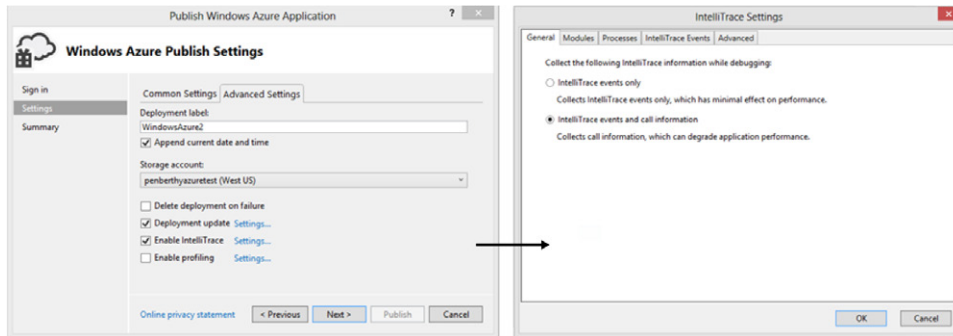 Publish Windows Azure Application
?
Windows Azure Publish Settings
Sign in
Settings
Summary
Common Settings Advanced Settings
Deployment label:
WindowsAzure2
Append current date and time
Storage account:
penberthyazuretest (West US)
Delete deployment on failure
Deployment update Settings...
Enable IntelliTrace Settings...
Enable profiling Settings...
Online privacy statement < Previous Next > Publish Cancel
IntelliTrace Settings
General Modules Processes IntelliTrace Events Advanced
Collect the following IntelliTrace information while debugging:
IntelliTrace events only
Collects IntelliTrace events only, which has minimal effect on performance.
IntelliTrace events and call information
Collects call information, which can degrade application performance.
OK Cancel